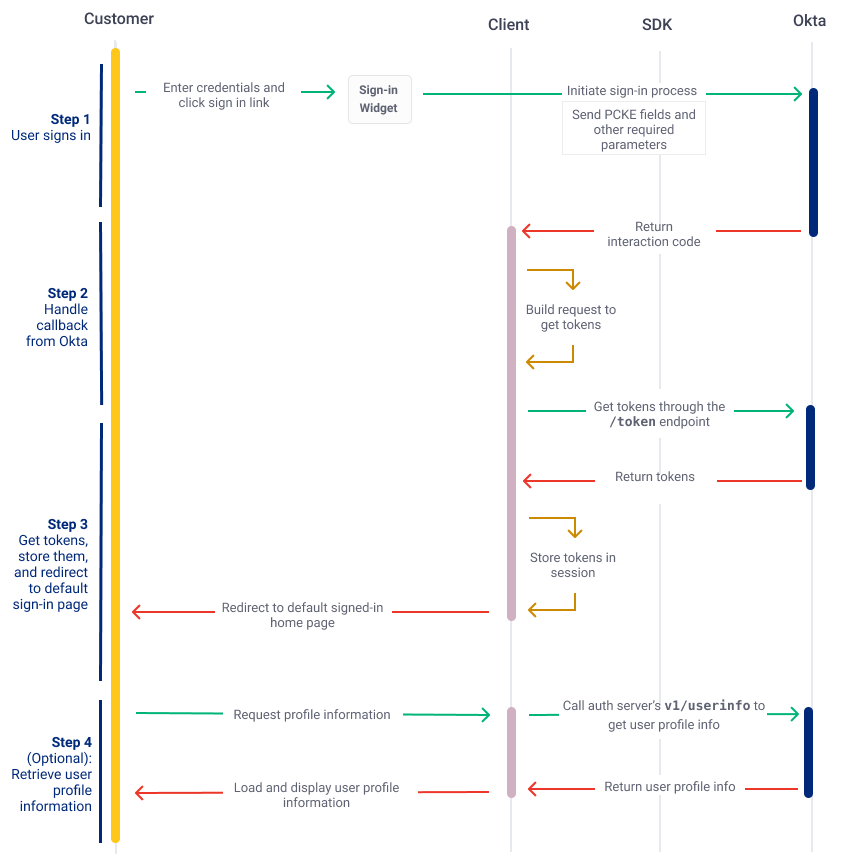 Customer
Client
SDK
Okta
Enter credentials and
click sign in link
Sign-in
Widget
Initiate sign-in process
Send PCKE fields and
other required
parameters
Step 1
User signs in
Return
interaction code
Step 2
Handle
callback
from Okta
Build request to
get tokens
Get tokens through the
/token endpoint
Return tokens
Step 3
Get tokens,
store them,
and redirect
to default
sign-in page
Store tokens in
session
Redirect to default signed-in
home page
Request profile information
Call auth server's v1/userinfo to
get user profile info
Step 4
(Optional):
Retrieve user
profile
information
Load and display user profile
information
Return user profile info